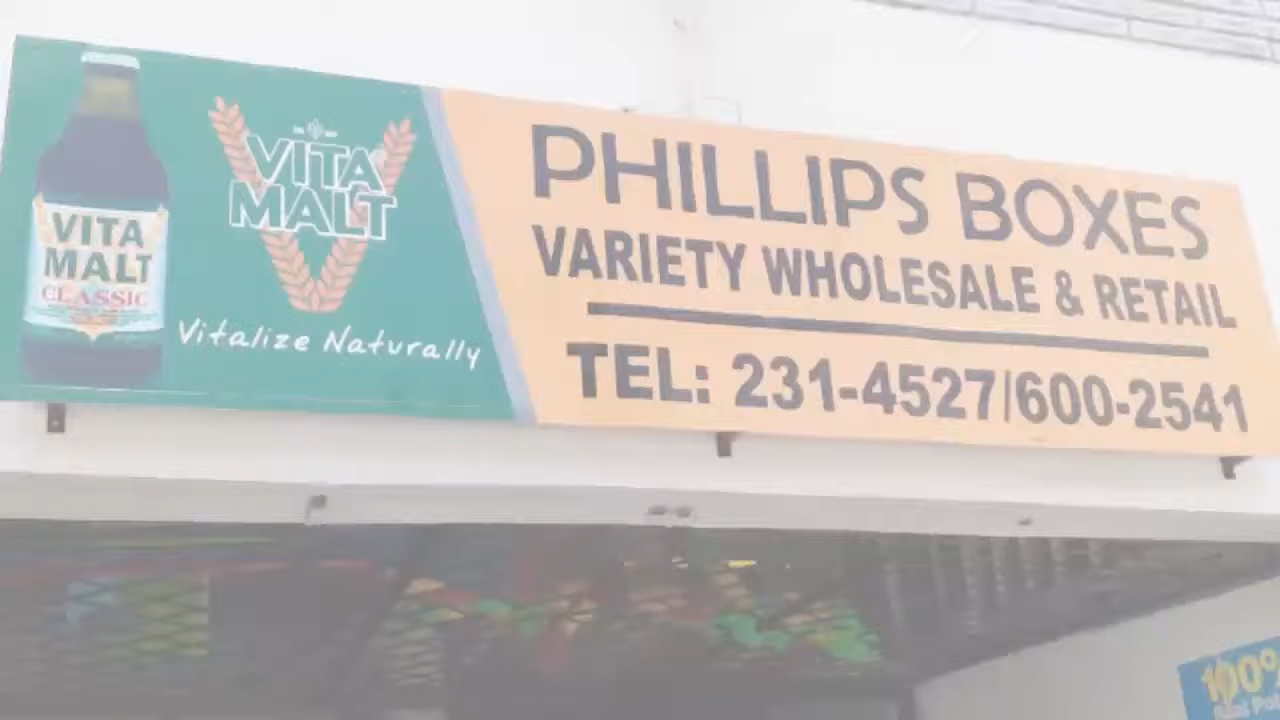 VITA
MALT
CLASSIC
VITA
MALT
Vitalize Naturally
PHILLIPS BOXES
VARIETY WHOLESALE & RETAIL
TEL: 231-4527/600-2541
100%